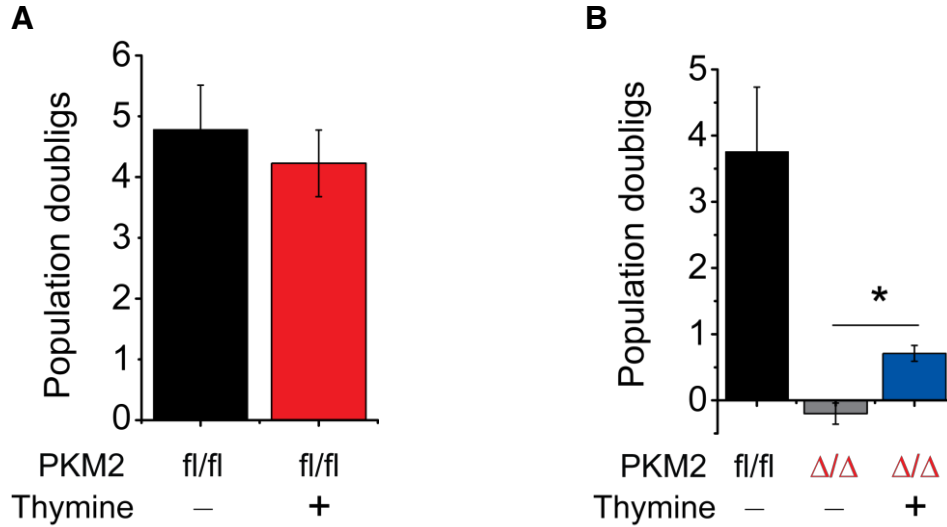 A
Population doubligs
6
5
4
3
2
1
0
PKM2 fl/fl fl/fl
Thymine – +
B
Population doubligs
5
4
3
2
1
0
*
PKM2 fl/fl Δ/Δ Δ/Δ
Thymine – – +